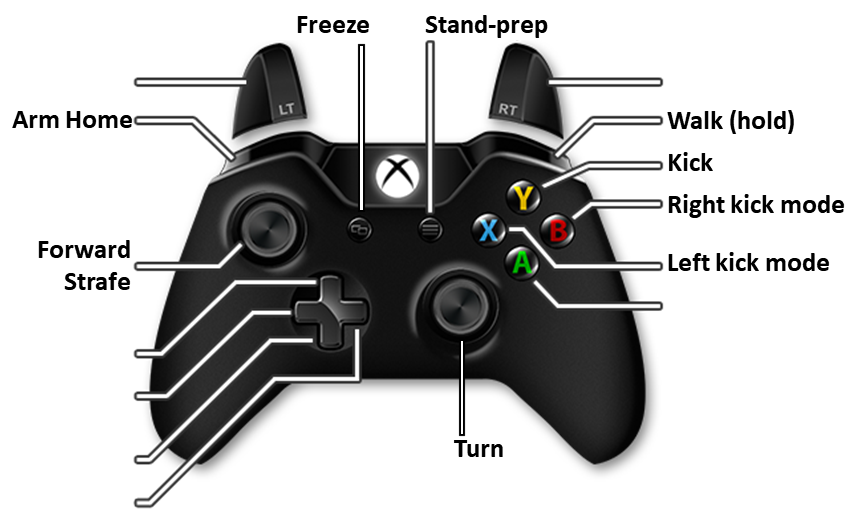 Freeze
Stand-prep
LT
RT
Arm Home
Walk (hold)
Kick
Y
Right kick mode
X
B
Forward
Strafe
Left kick mode
A
Turn